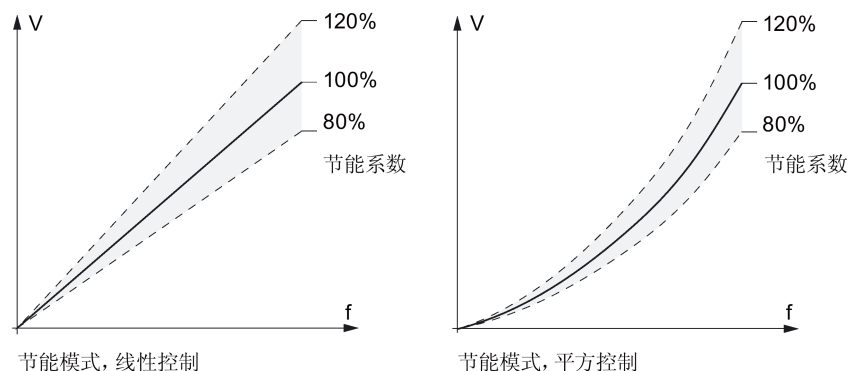 V
120%
100%
80%
节能系数
f
节能模式, 线性控制
V
120%
100%
80%
节能系数
f
节能模式, 平方控制